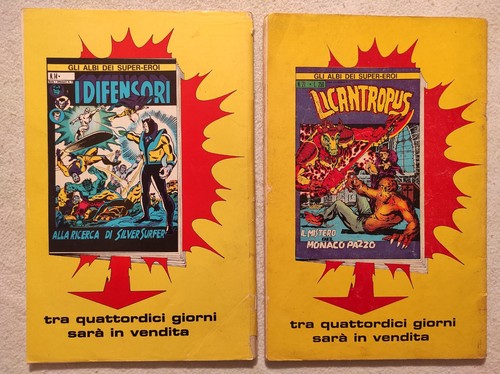 GLI ALBI DEI SUPER-EROI
N.14
I DIFENSORI
ALLA RICERCA DI SILVER SURFER!
tra quattordici giorni
sarà in vendita
GLI ALBI DEI SUPER-EROI
LICANTROPUS
IL MISTERO
MONACO PAZZO
tra quattordici giorni
sarà in vendita